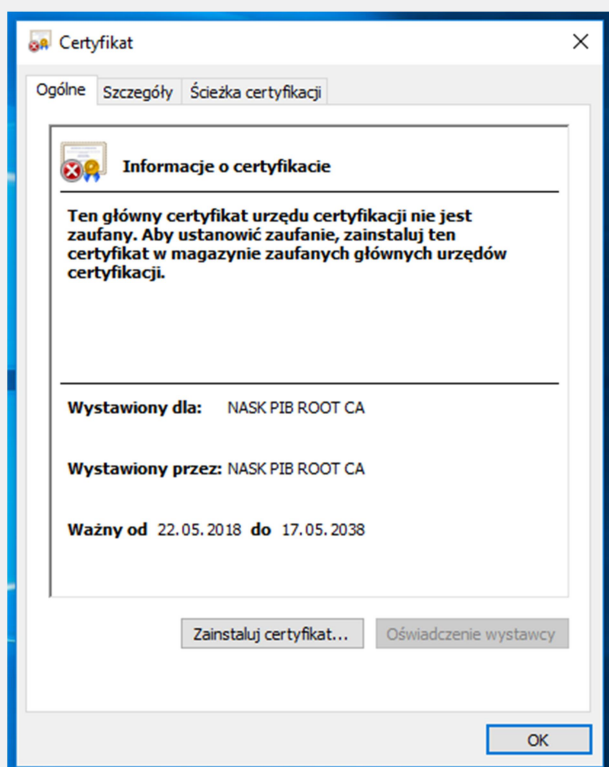 Certyfikat
Ogólne Szczegóły Ścieżka certyfikacji
Informacje o certyfikacie
Ten główny certyfikat urzędu certyfikacji nie jest
zaufany. Aby ustanowić zaufanie, zainstaluj ten
certyfikat w magazynie zaufanych głównych urzędów
certyfikacji.
Wystawiony dla: NASK PIB ROOT CA
Wystawiony przez: NASK PIB ROOT CA
Ważny od 22.05.2018 do 17.05.2038
Zainstaluj certyfikat... Oświadczenie wystawcy
OK